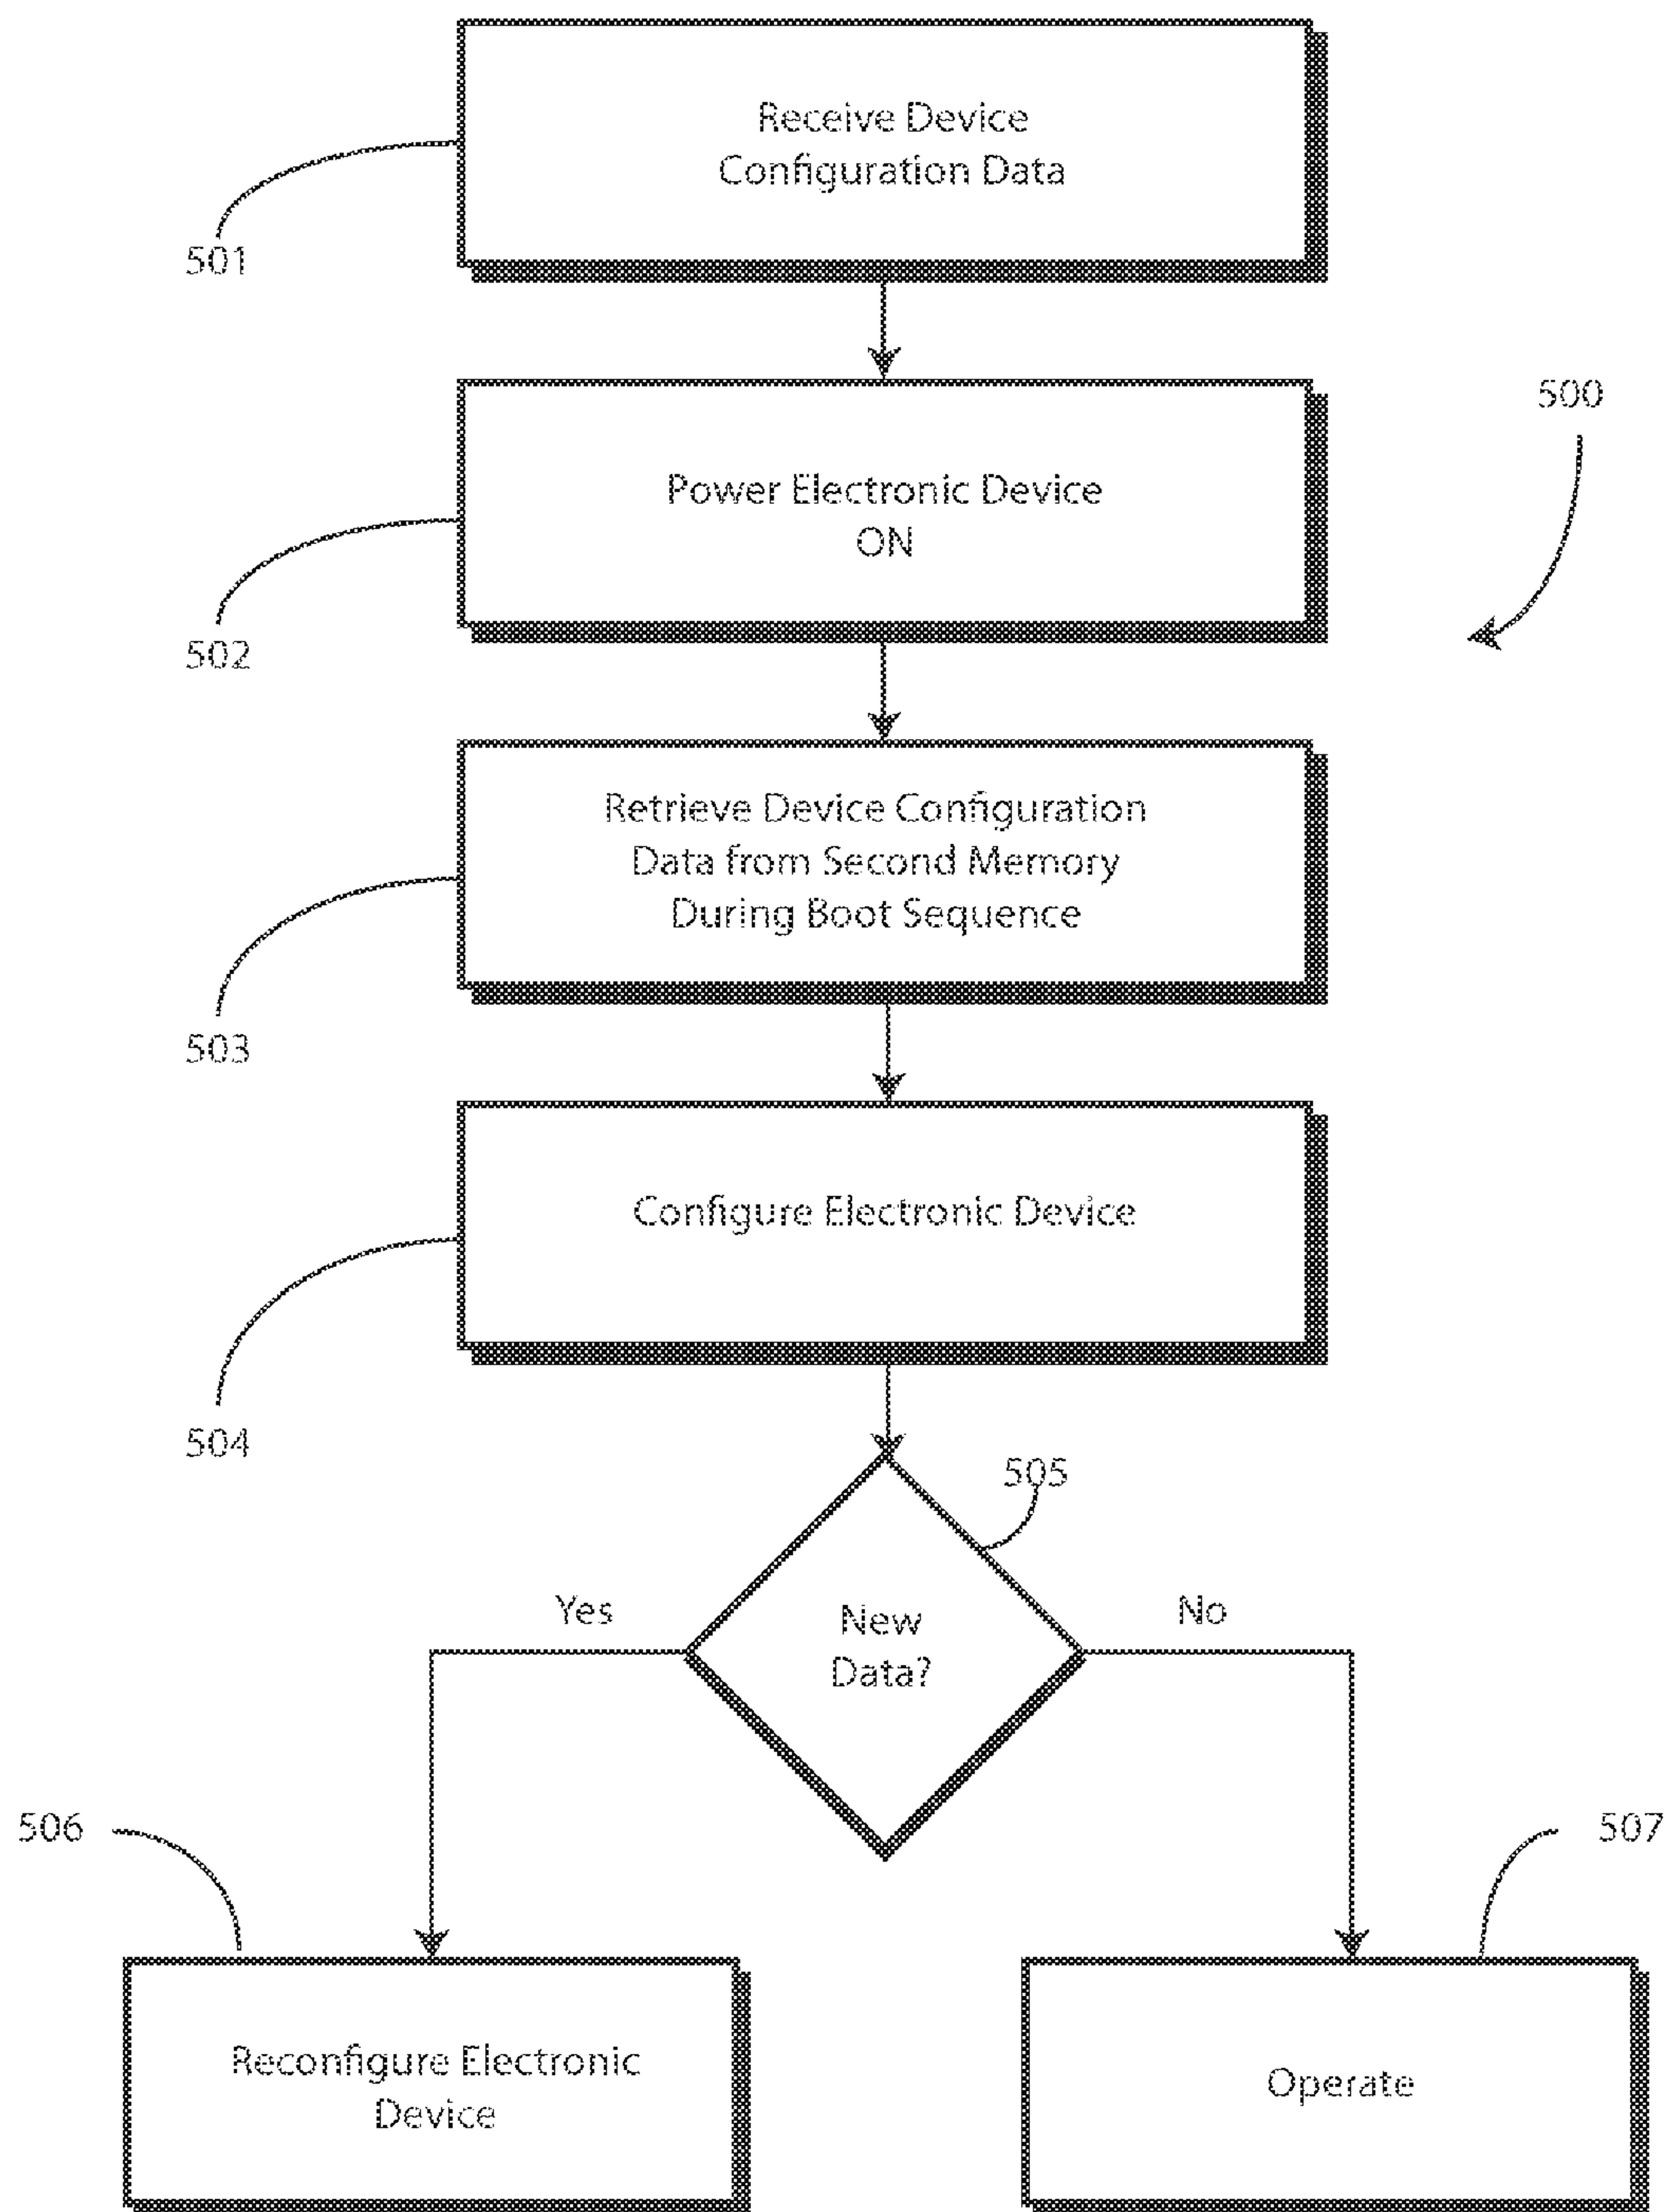 Receive Device
Configuration Data
501
500
Power Electronic Device
ON
502
Retrieve Device Configuration
Data from Second Memory
During Boot Sequence
503
Configure Electronic Device
504
505
Yes
New
Data?
No
506
507
Reconfigure Electronic
Device
Operate